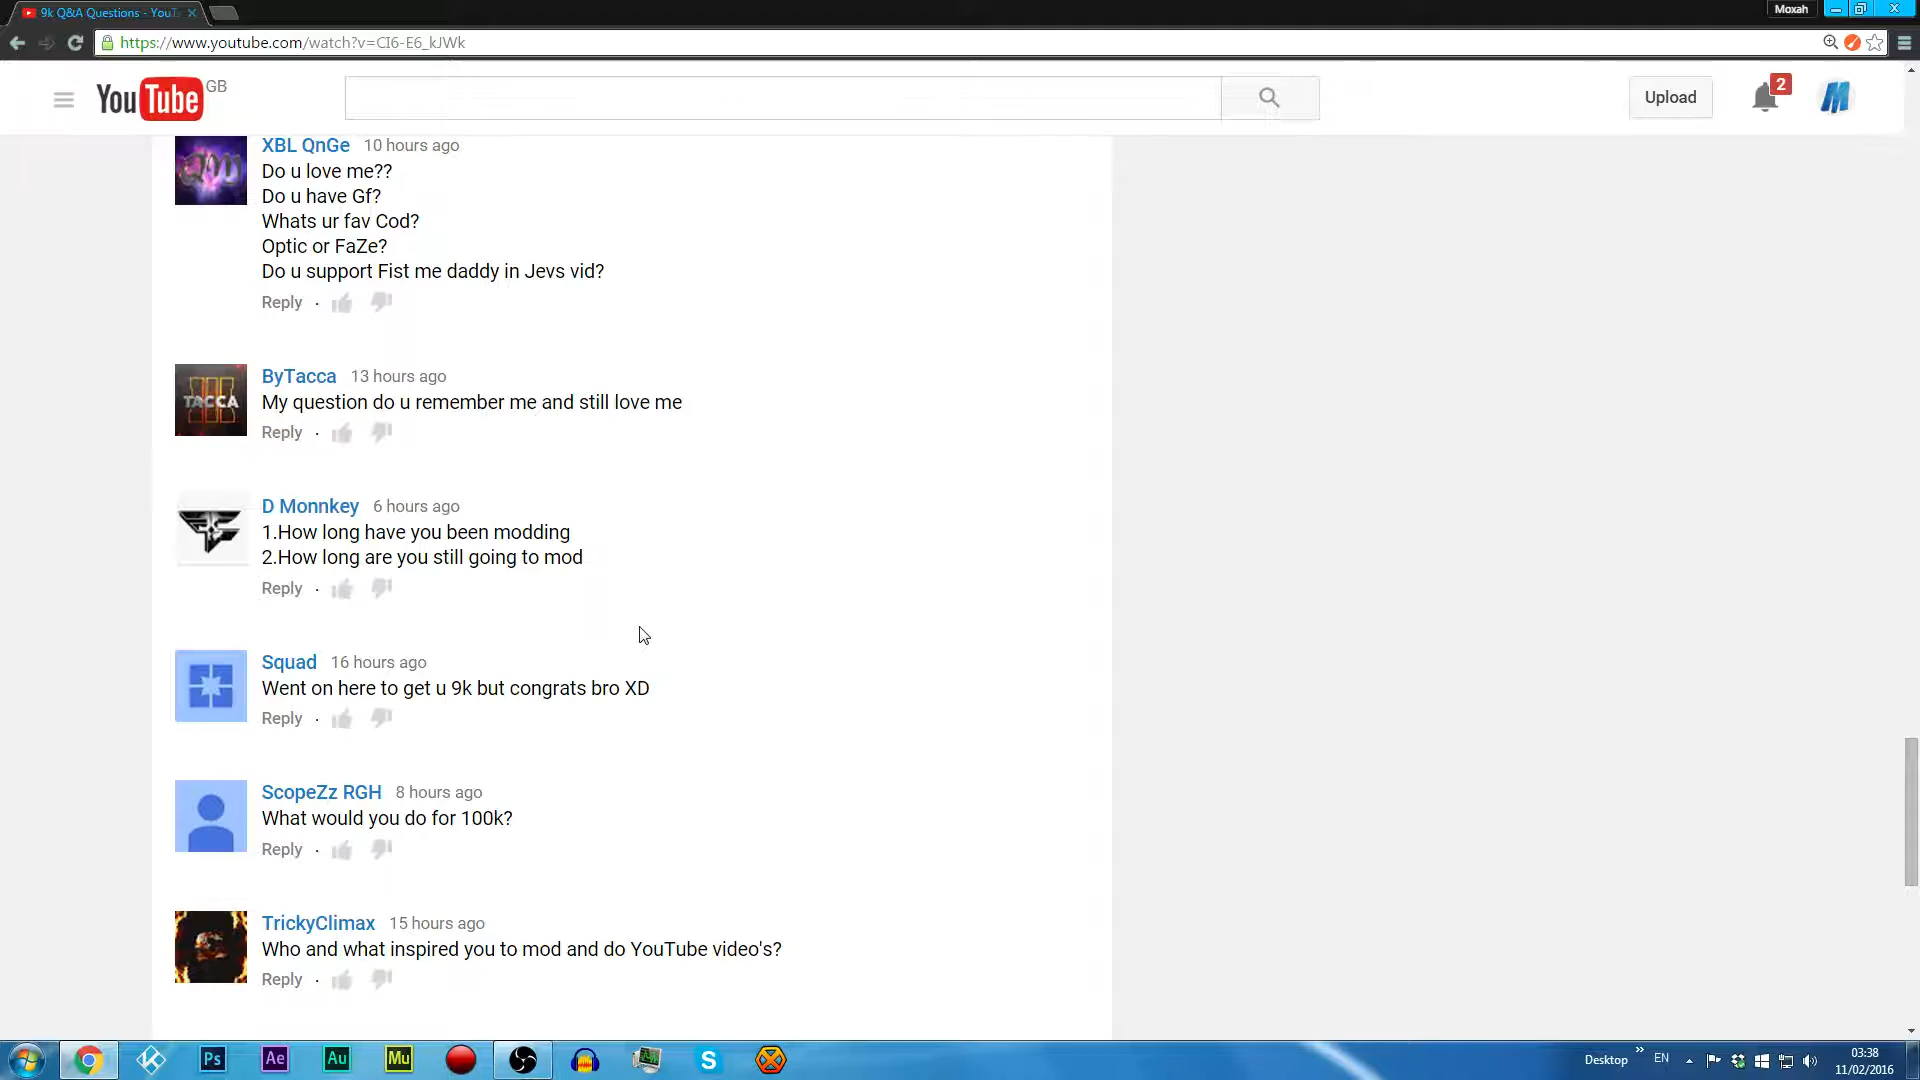 9k Q&A Questions - YouT
Moxah
https://www.youtube.com/watch?v=CI6-E6_kJWk
YouTube GB
Upload
2
XBL QnGe 10 hours ago
Do u love me??
Do u have Gf?
Whats ur fav Cod?
Optic or FaZe?
Do u support Fist me daddy in Jevs vid?
Reply
ByTacca 13 hours ago
TACCA
My question do u remember me and still love me
Reply
D Monnkey 6 hours ago
1.How long have you been modding
2.How long are you still going to mod
Reply
Squad 16 hours ago
Went on here to get u 9k but congrats bro XD
Reply
ScopeZz RGH 8 hours ago
What would you do for 100k?
Reply
TrickyClimax 15 hours ago
Who and what inspired you to mod and do YouTube video's?
Reply
Ps Ae Au Mu S
Desktop » EN
03:38
11/02/2016